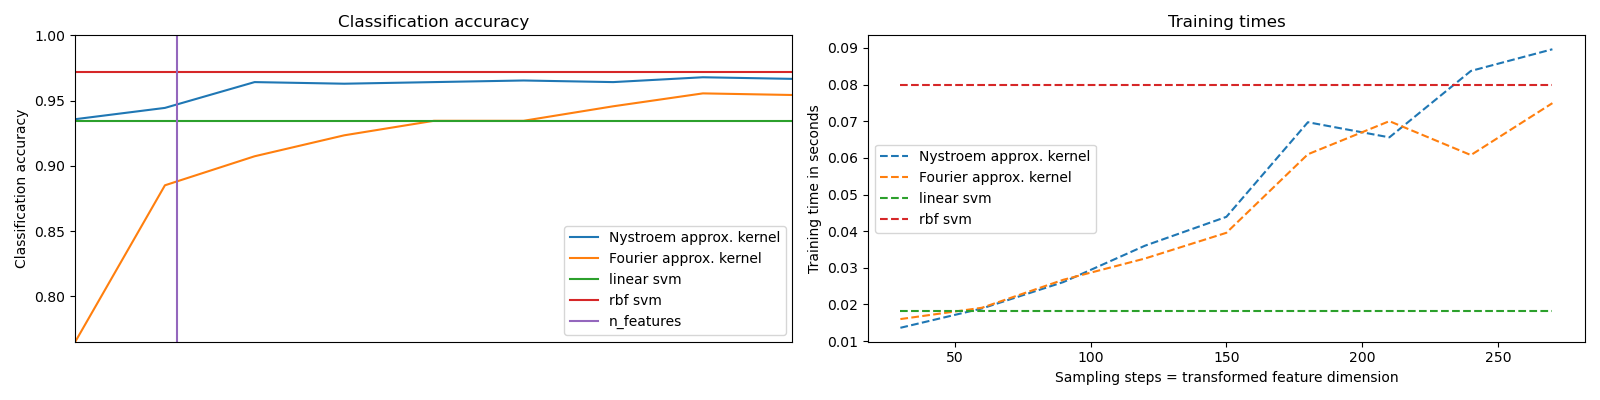 Classification accuracy
Classification accuracy
1.00
0.95
0.90
0.85
0.80
Nystroem approx. kernel
Fourier approx. kernel
linear svm
rbf svm
n_features
Training times
Training time in seconds
0.09
0.08
0.07
0.06
0.05
0.04
0.03
0.02
0.01
Nystroem approx. kernel
Fourier approx. kernel
linear svm
rbf svm
50
100
150
200
250
Sampling steps = transformed feature dimension